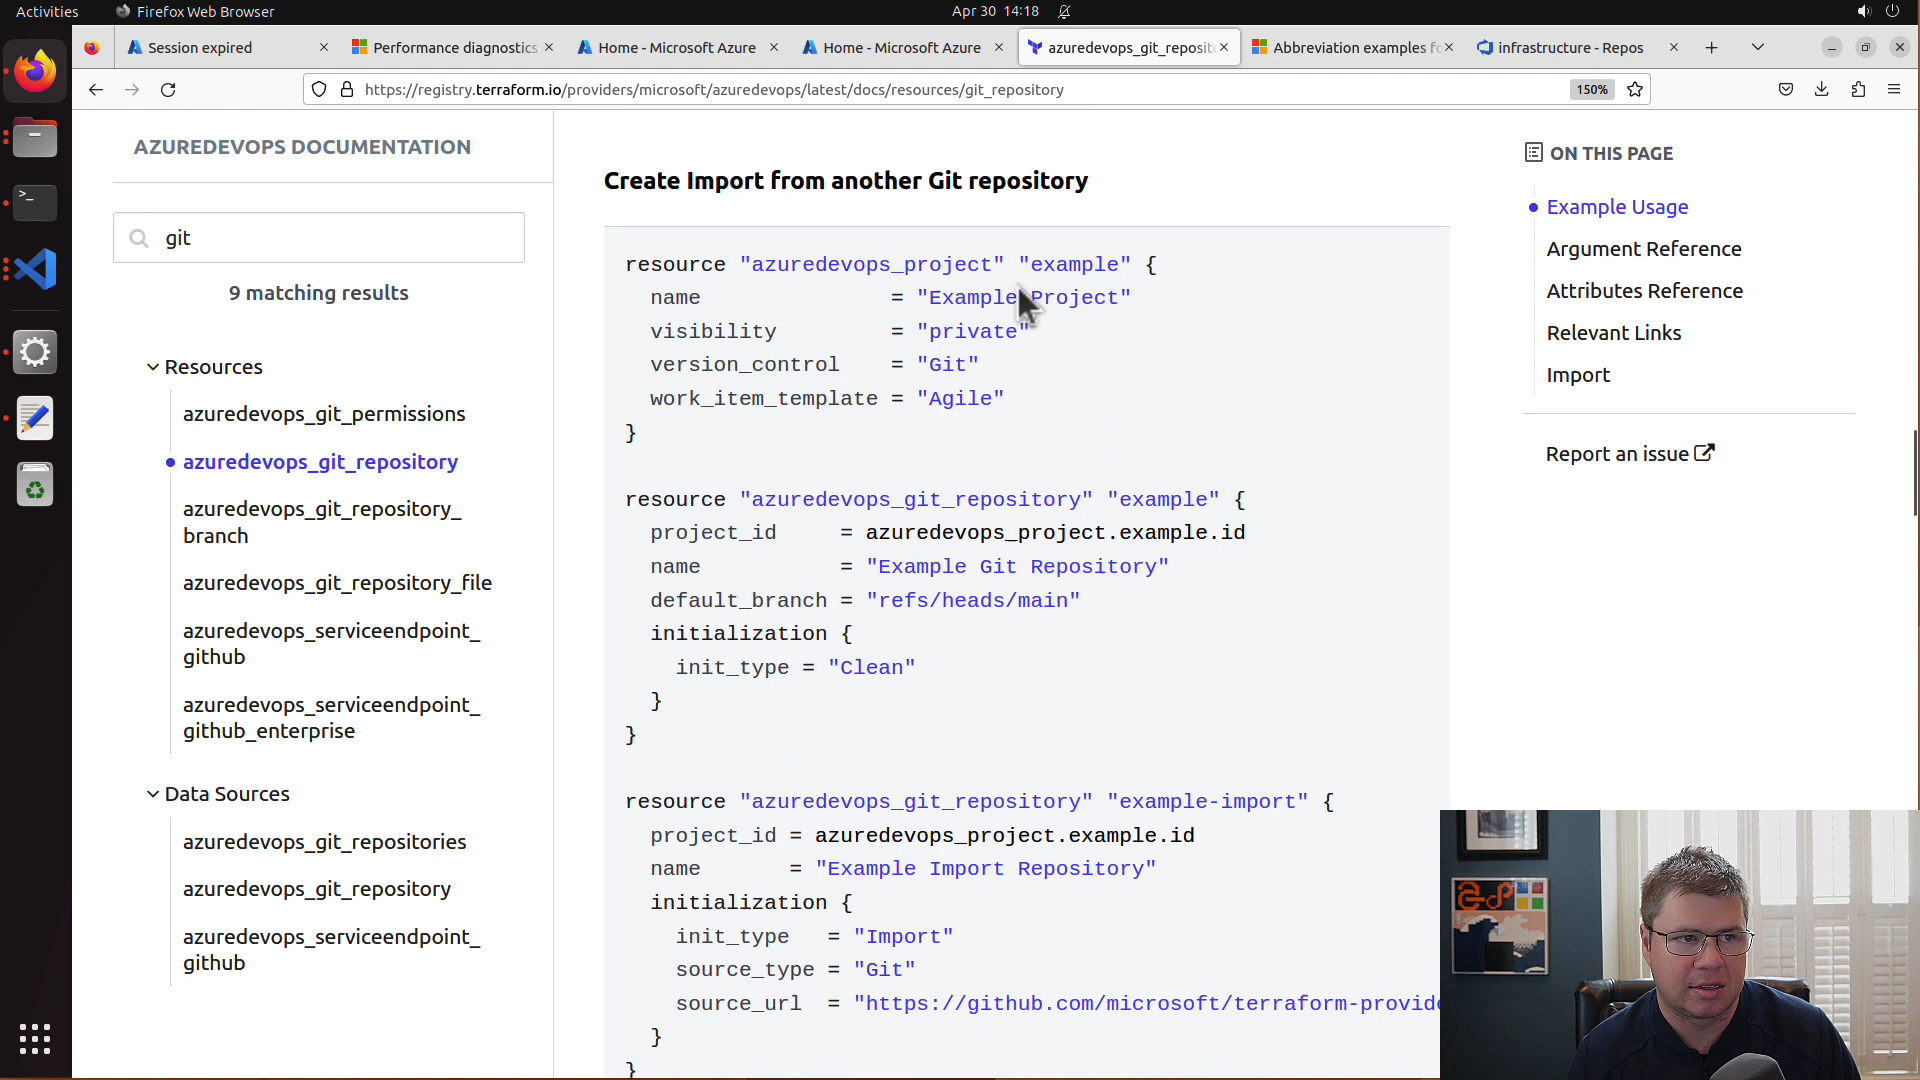 Activities
Firefox Web Browser
Apr 30 14:18
Session expired
Performance diagnostics
Home - Microsoft Azure
Home - Microsoft Azure
azuredevops_git_reposito
Abbreviation examples fo
infrastructure - Repos
https://registry.terraform.io/providers/microsoft/azuredevops/latest/docs/resources/git_repository
150%
AZUREDEVOPS DOCUMENTATION
git
9 matching results
Resources
azuredevops_git_permissions
azuredevops_git_repository
azuredevops_git_repository_
branch
azuredevops_git_repository_file
azuredevops_serviceendpoint_
github
azuredevops_serviceendpoint_
github_enterprise
Data Sources
azuredevops_git_repositories
azuredevops_git_repository
azuredevops_serviceendpoint_
github
Create Import from another Git repository
resource "azuredevops_project" "example" {
name = "Example Project"
visibility = "private"
version_control = "Git"
work_item_template = "Agile"
}
resource "azuredevops_git_repository" "example" {
project_id = azuredevops_project.example.id
name = "Example Git Repository"
default_branch = "refs/heads/main"
initialization {
init_type = "Clean"
}
}
resource "azuredevops_git_repository" "example-import" {
project_id = azuredevops_project.example.id
name = "Example Import Repository"
initialization {
init_type = "Import"
source_type = "Git"
source_url = "https://github.com/microsoft/terraform-provide
}
}
ON THIS PAGE
Example Usage
Argument Reference
Attributes Reference
Relevant Links
Import
Report an issue